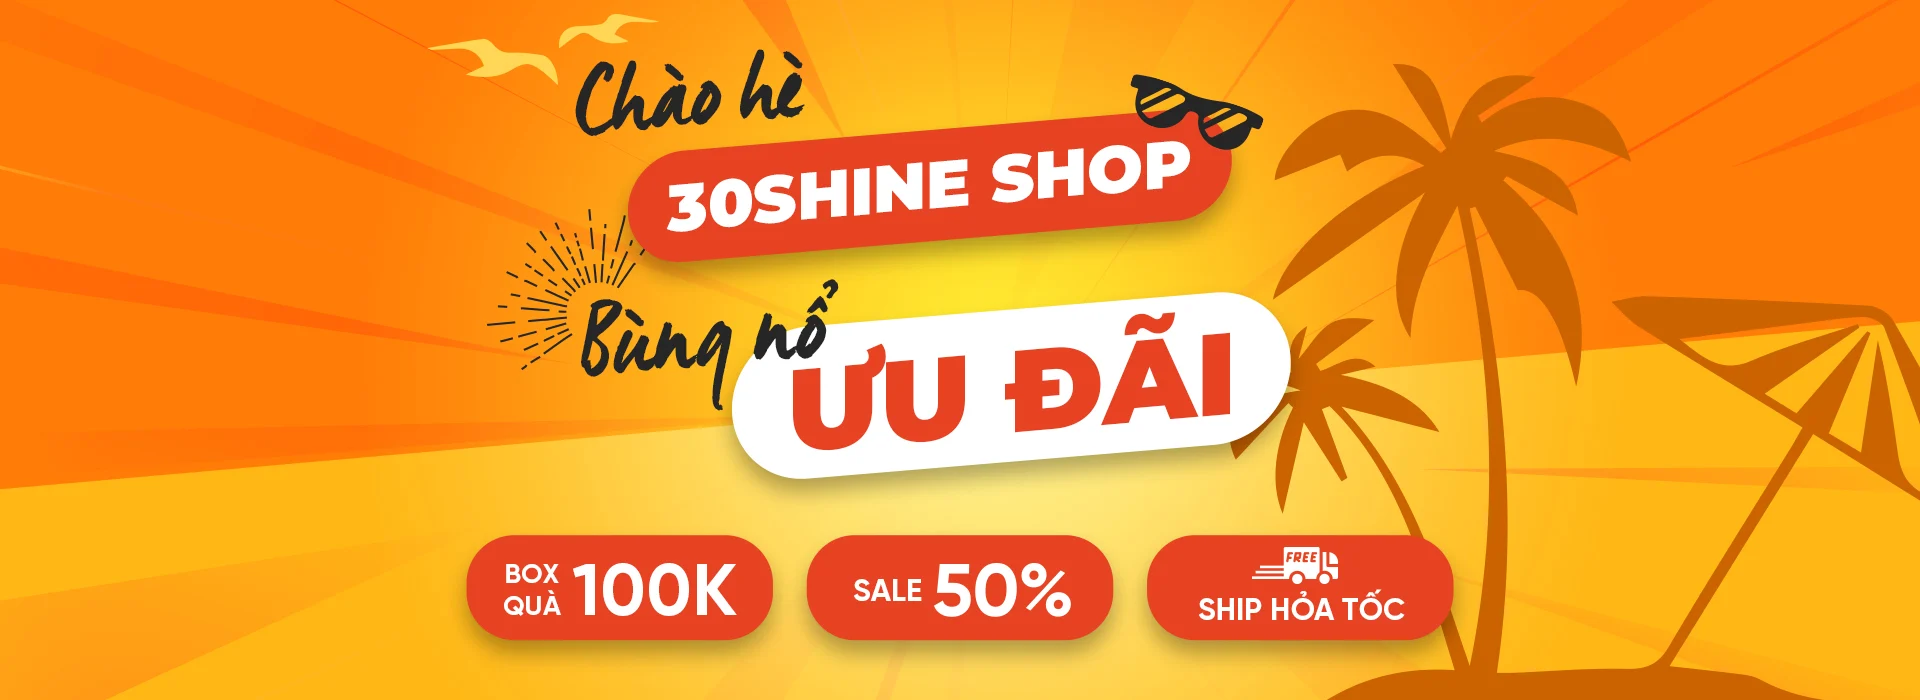 Chào hè
30SHINE SHOP
Bùng nổ
ƯU ĐÃI
BOX
QUÀ 100K
SALE 50%
FREE
SHIP HỎA TỐC